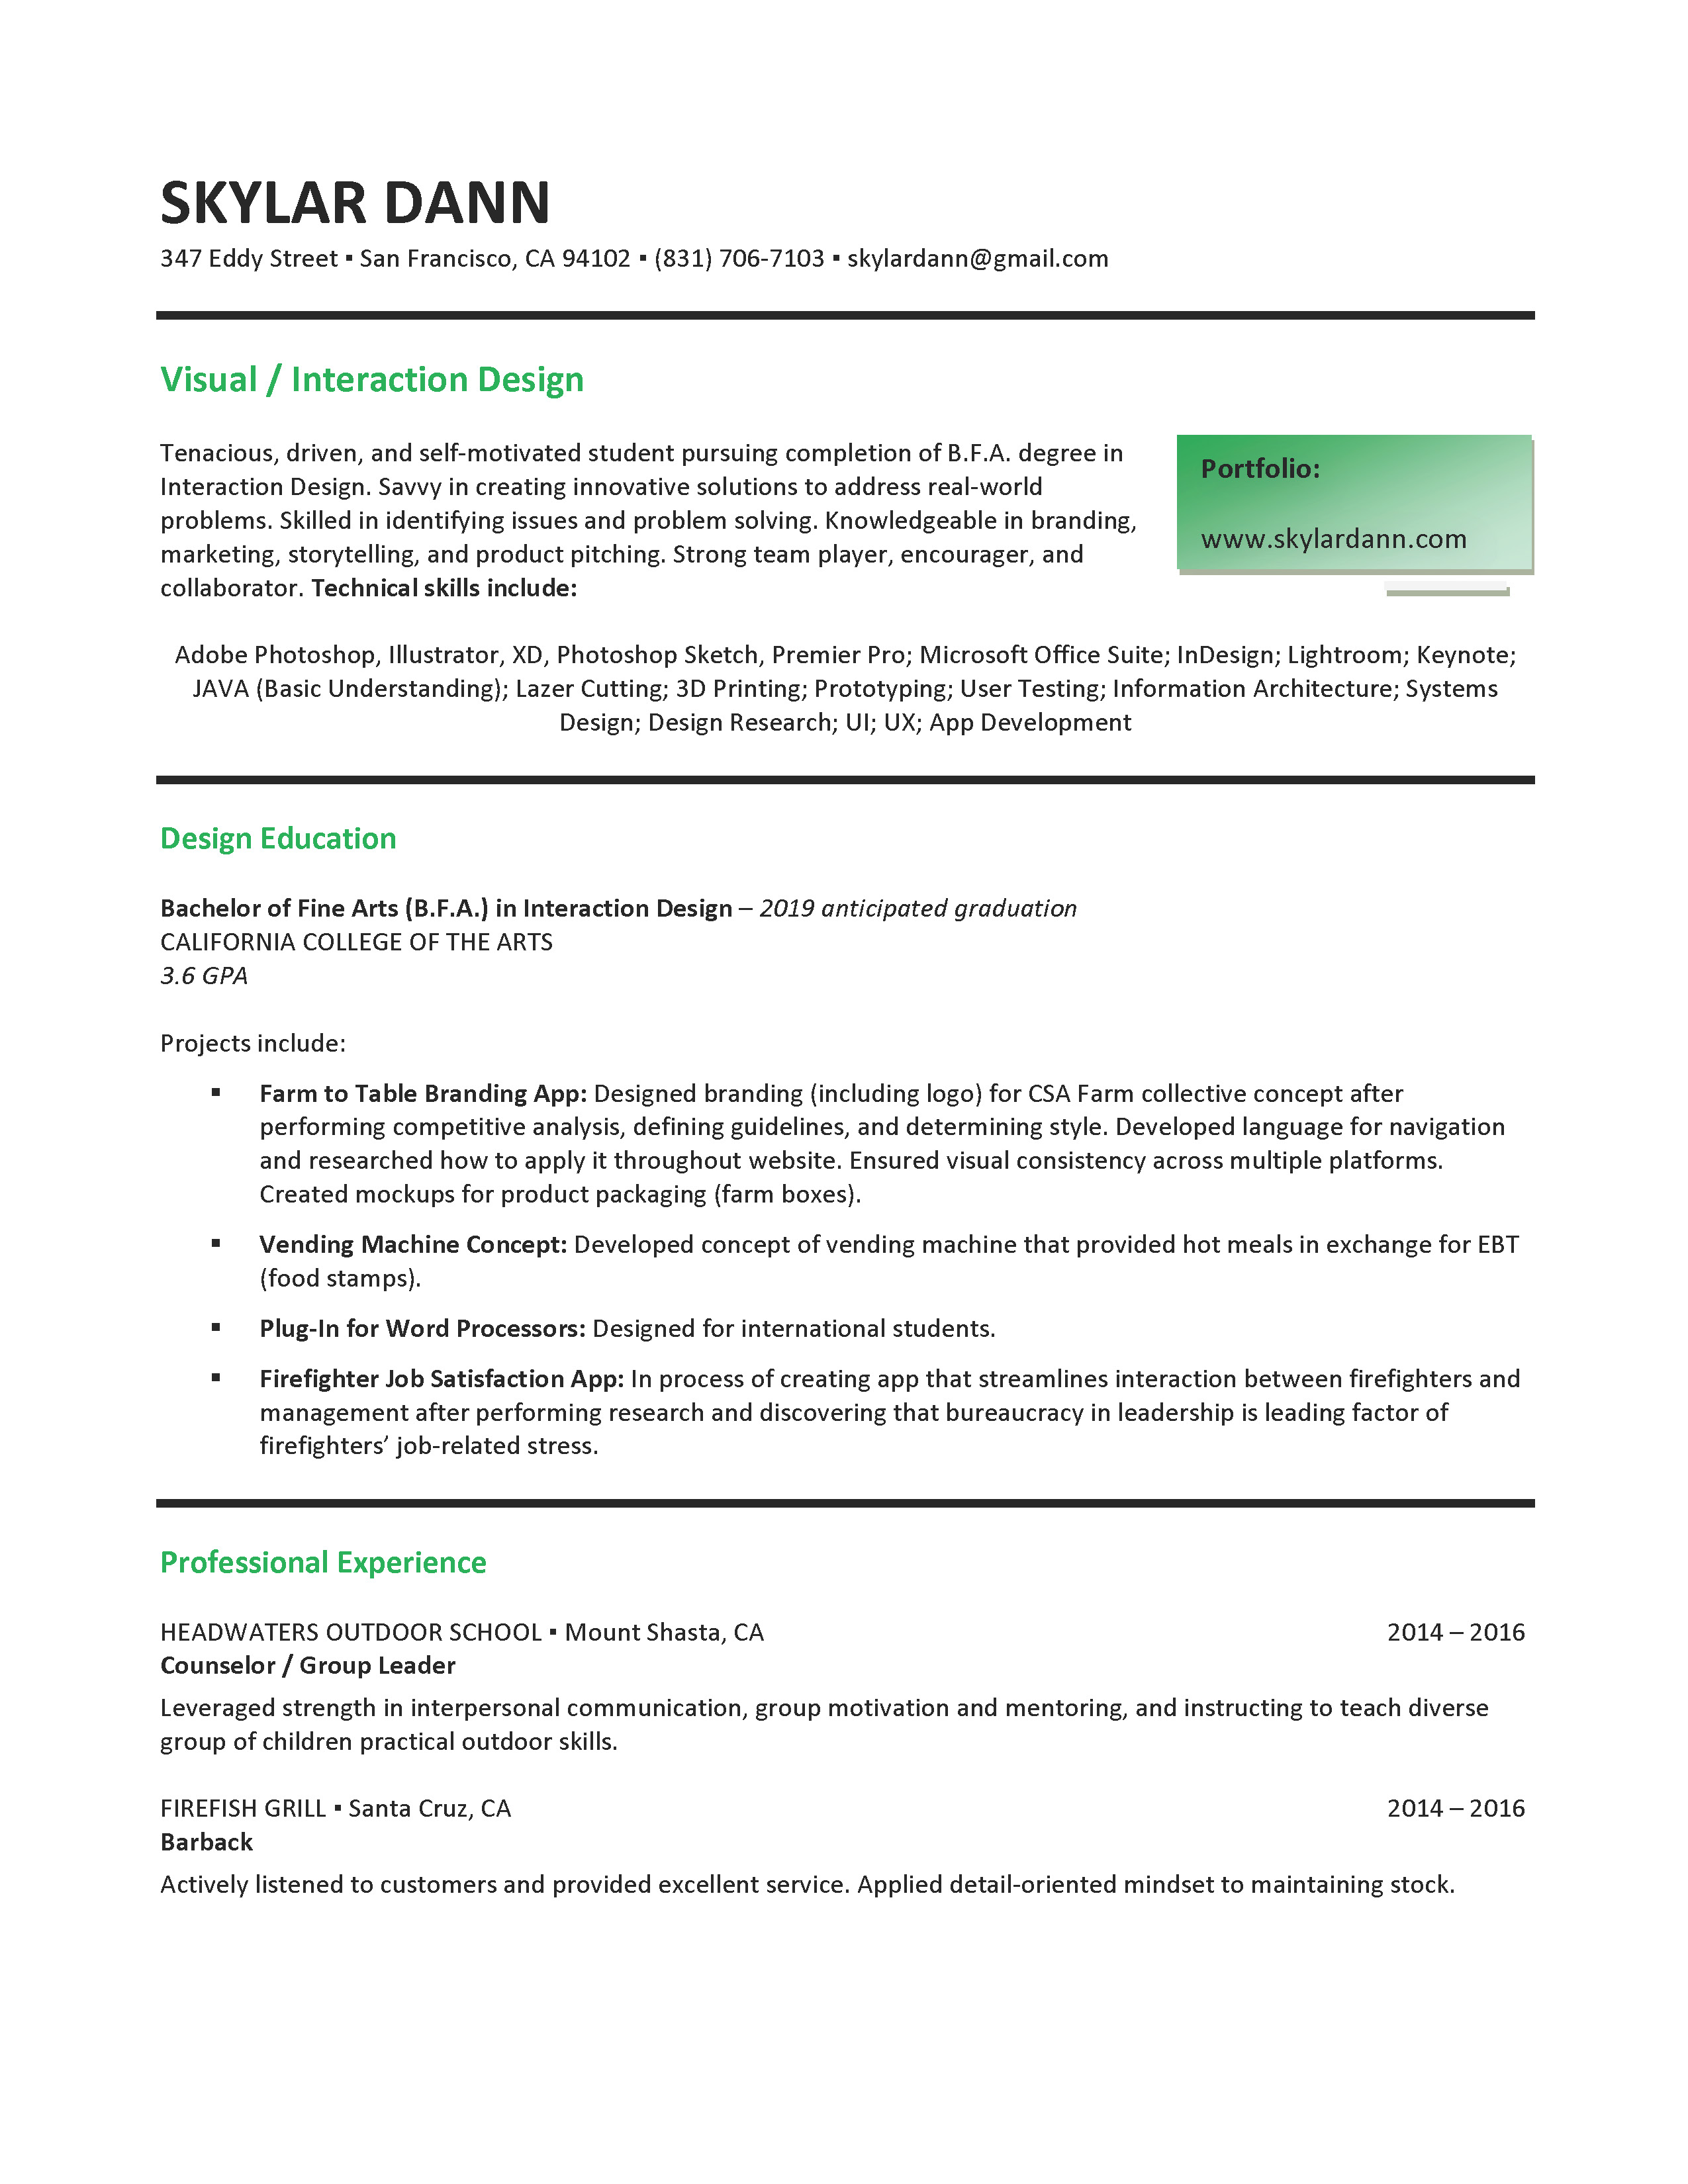 SKYLAR DANN
347 Eddy Street ▪ San Francisco, CA 94102 ▪ (831) 706-7103 ▪ skylardann@gmail.com
Visual / Interaction Design
Tenacious, driven, and self-motivated student pursuing completion of B.F.A. degree in
Interaction Design. Savvy in creating innovative solutions to address real-world
problems. Skilled in identifying issues and problem solving. Knowledgeable in branding,
marketing, storytelling, and product pitching. Strong team player, encourager, and
collaborator. Technical skills include:
Portfolio:
www.skylardann.com
Adobe Photoshop, Illustrator, XD, Photoshop Sketch, Premier Pro; Microsoft Office Suite; InDesign; Lightroom; Keynote;
JAVA (Basic Understanding); Lazer Cutting; 3D Printing; Prototyping; User Testing; Information Architecture; Systems
Design; Design Research; UI; UX; App Development
Design Education
Bachelor of Fine Arts (B.F.A.) in Interaction Design – 2019 anticipated graduation
CALIFORNIA COLLEGE OF THE ARTS
3.6 GPA
Projects include:
▪ Farm to Table Branding App: Designed branding (including logo) for CSA Farm collective concept after
performing competitive analysis, defining guidelines, and determining style. Developed language for navigation
and researched how to apply it throughout website. Ensured visual consistency across multiple platforms.
Created mockups for product packaging (farm boxes).
▪ Vending Machine Concept: Developed concept of vending machine that provided hot meals in exchange for EBT
(food stamps).
▪ Plug-In for Word Processors: Designed for international students.
▪ Firefighter Job Satisfaction App: In process of creating app that streamlines interaction between firefighters and
management after performing research and discovering that bureaucracy in leadership is leading factor of
firefighters’ job-related stress.
Professional Experience
HEADWATERS OUTDOOR SCHOOL ▪ Mount Shasta, CA 2014 – 2016
Counselor / Group Leader
Leveraged strength in interpersonal communication, group motivation and mentoring, and instructing to teach diverse
group of children practical outdoor skills.
FIREFISH GRILL ▪ Santa Cruz, CA 2014 – 2016
Barback
Actively listened to customers and provided excellent service. Applied detail-oriented mindset to maintaining stock.